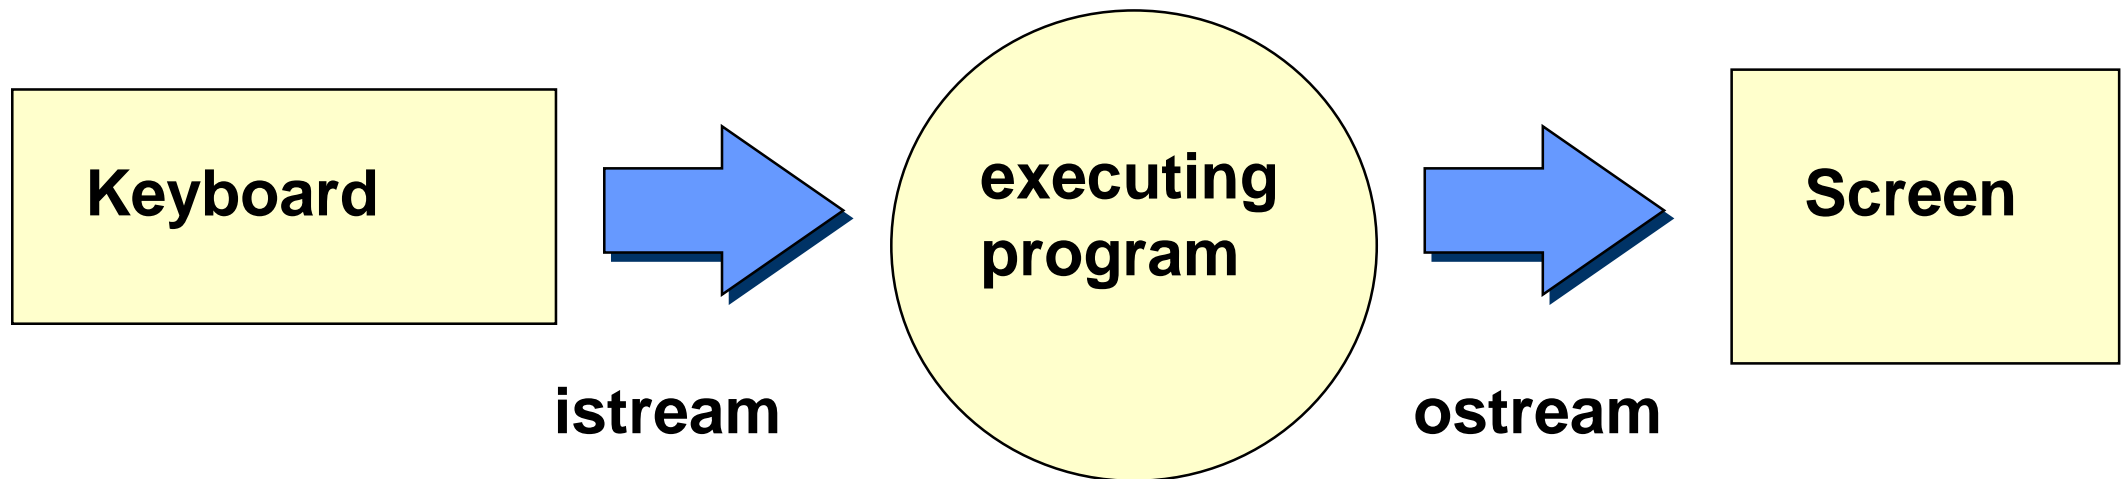 Keyboard
executing
program
Screen
istream
ostream